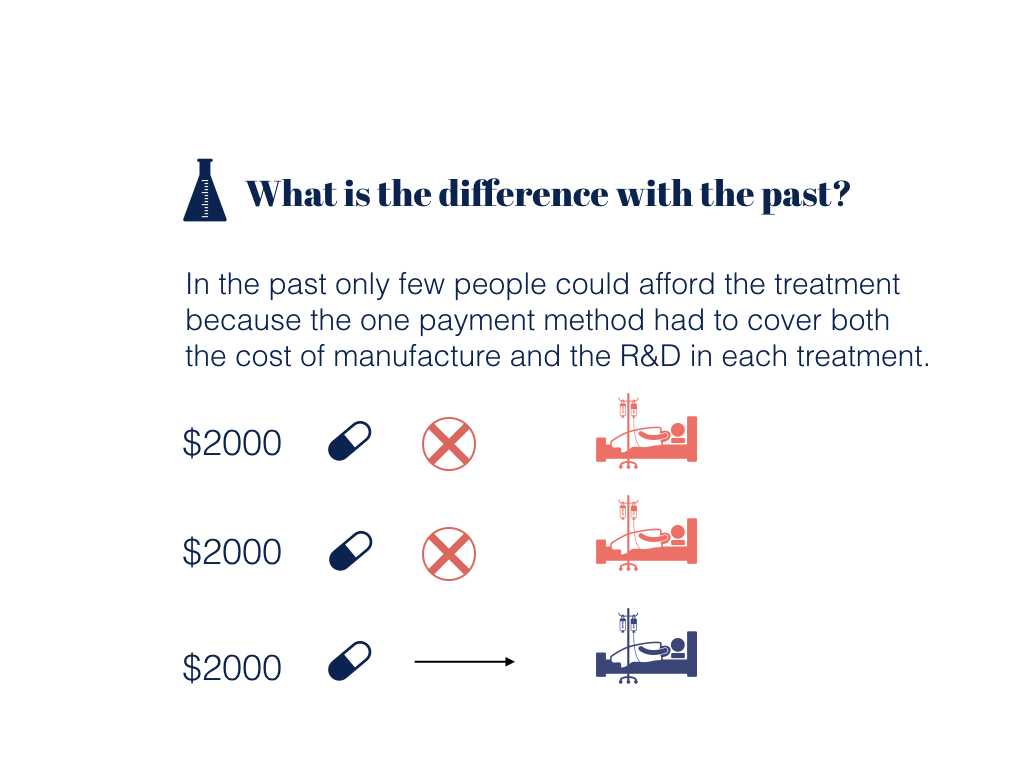 What is the difference with the past?
In the past only few people could afford the treatment
because the one payment method had to cover both
the cost of manufacture and the R&D in each treatment.
$2000
$2000
$2000